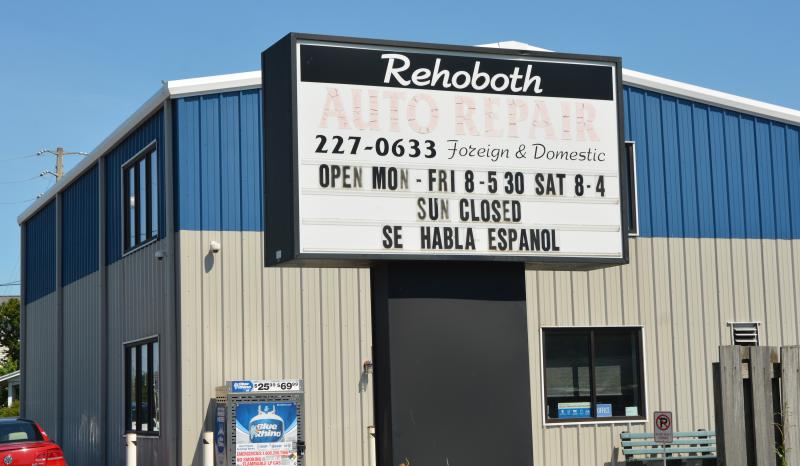 Rehoboth
AUTO REPAIR
227-0633 Foreign & Domestic
OPEN MON - FRI 8 - 5 30 SAT 8 - 4
SUN CLOSED
SE HABLA ESPANOL
$25 $69
Blue
Rhino
OFFICE